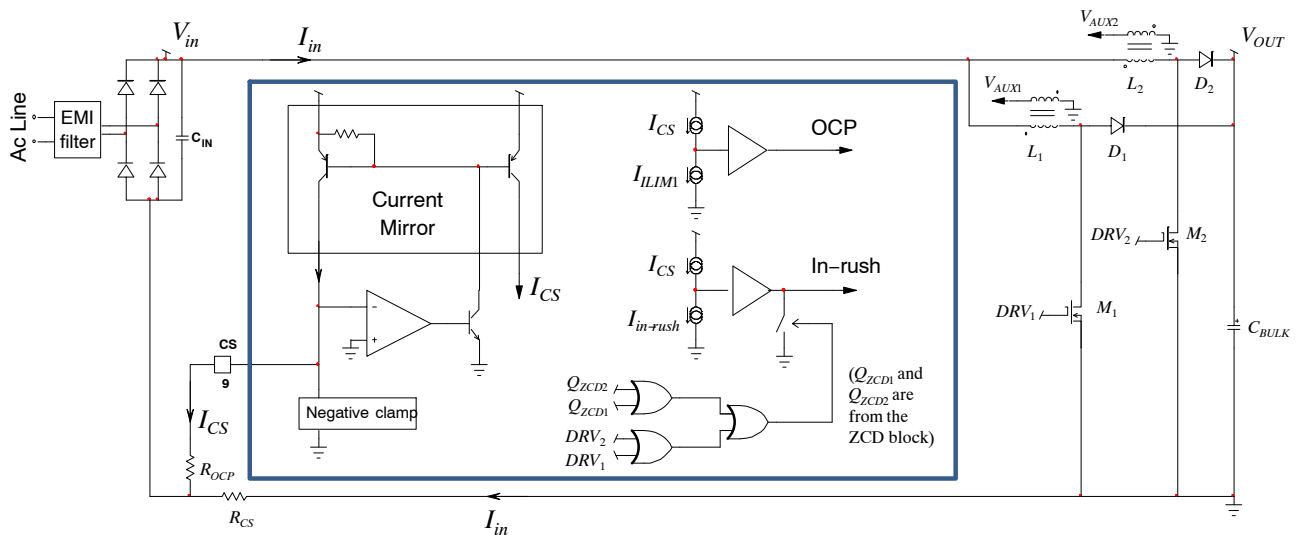 Ac Line
EMI
filter
V_in
C_IN
I_in
Current
Mirror
I_CS
−
+
CS
9
I_CS
Negative clamp
R_OCP
R_CS
I_in
I_CS
I_ILIM1
OCP
I_CS
I_in-rush
In−rush
Q_ZCD2
Q_ZCD1
DRV_2
DRV_1
(Q_ZCD1 and
Q_ZCD2 are
from the
ZCD block)
V_AUX2
L_2
D_2
V_OUT
V_AUX1
L_1
D_1
DRV_2
M_2
DRV_1
M_1
C_BULK
+